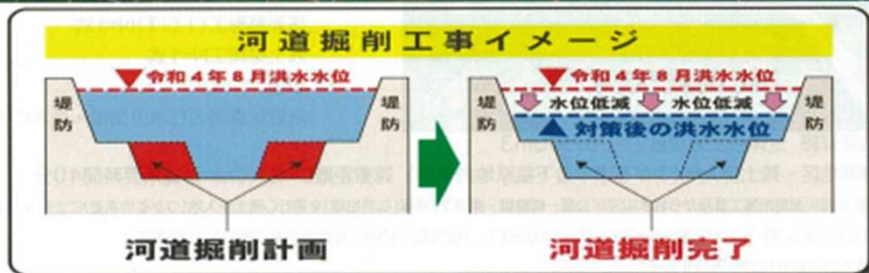 河道掘削工事イメージ
令和4年8月洪水水位
堤防
堤防
河道掘削計画
令和4年8月洪水水位
堤防
水位低減
水位低減
堤防
対策後の洪水水位
河道掘削完了